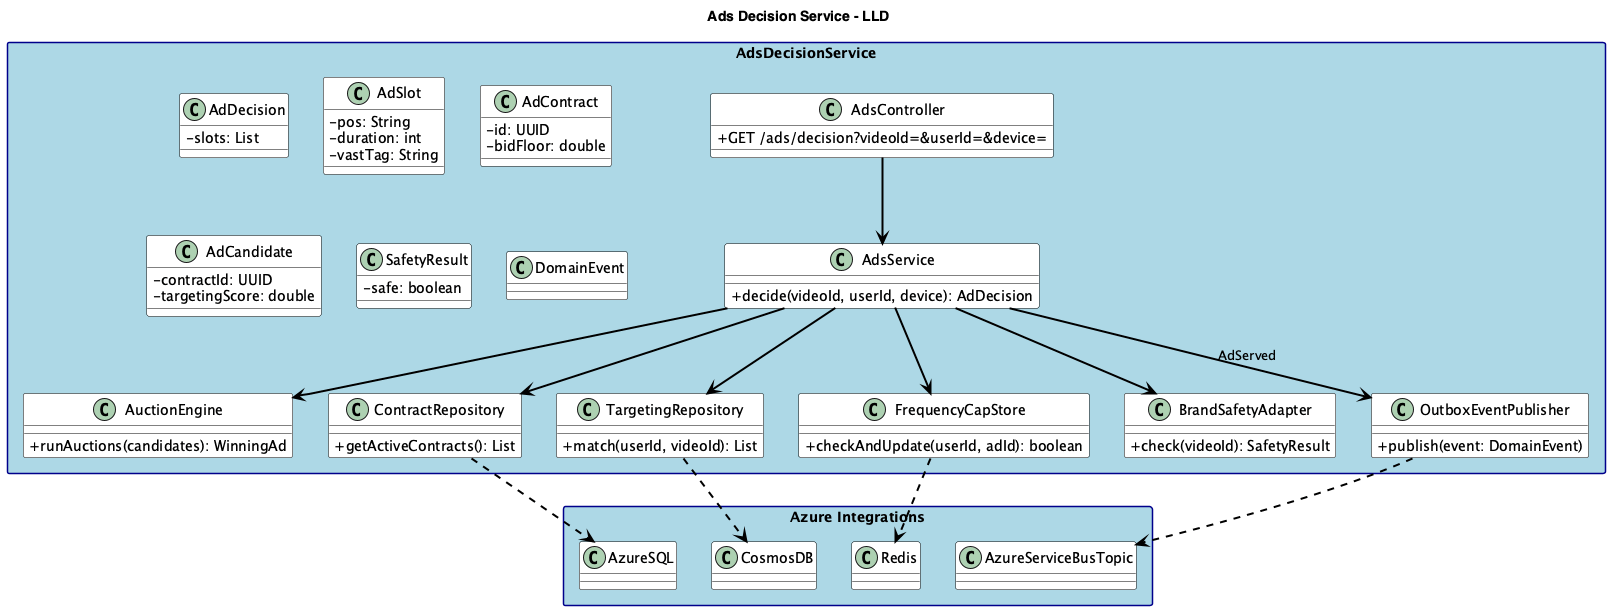 Ads Decision Service - LLD
AdsDecisionService
C AdDecision
-slots: List
C AdSlot
-pos: String
-duration: int
-vastTag: String
C AdContract
-id: UUID
-bidFloor: double
C AdsController
+GET /ads/decision?videoId=&userId=&device=
C AdCandidate
-contractId: UUID
-targetingScore: double
C SafetyResult
-safe: boolean
C DomainEvent
C AdsService
+decide(videoId, userId, device): AdDecision
AdServed
C AuctionEngine
+runAuctions(candidates): WinningAd
C ContractRepository
+getActiveContracts(): List
C TargetingRepository
+match(userId, videoId): List
C FrequencyCapStore
+checkAndUpdate(userId, adId): boolean
C BrandSafetyAdapter
+check(videoId): SafetyResult
C OutboxEventPublisher
+publish(event: DomainEvent)
Azure Integrations
C AzureSQL
C CosmosDB
C Redis
C AzureServiceBusTopic